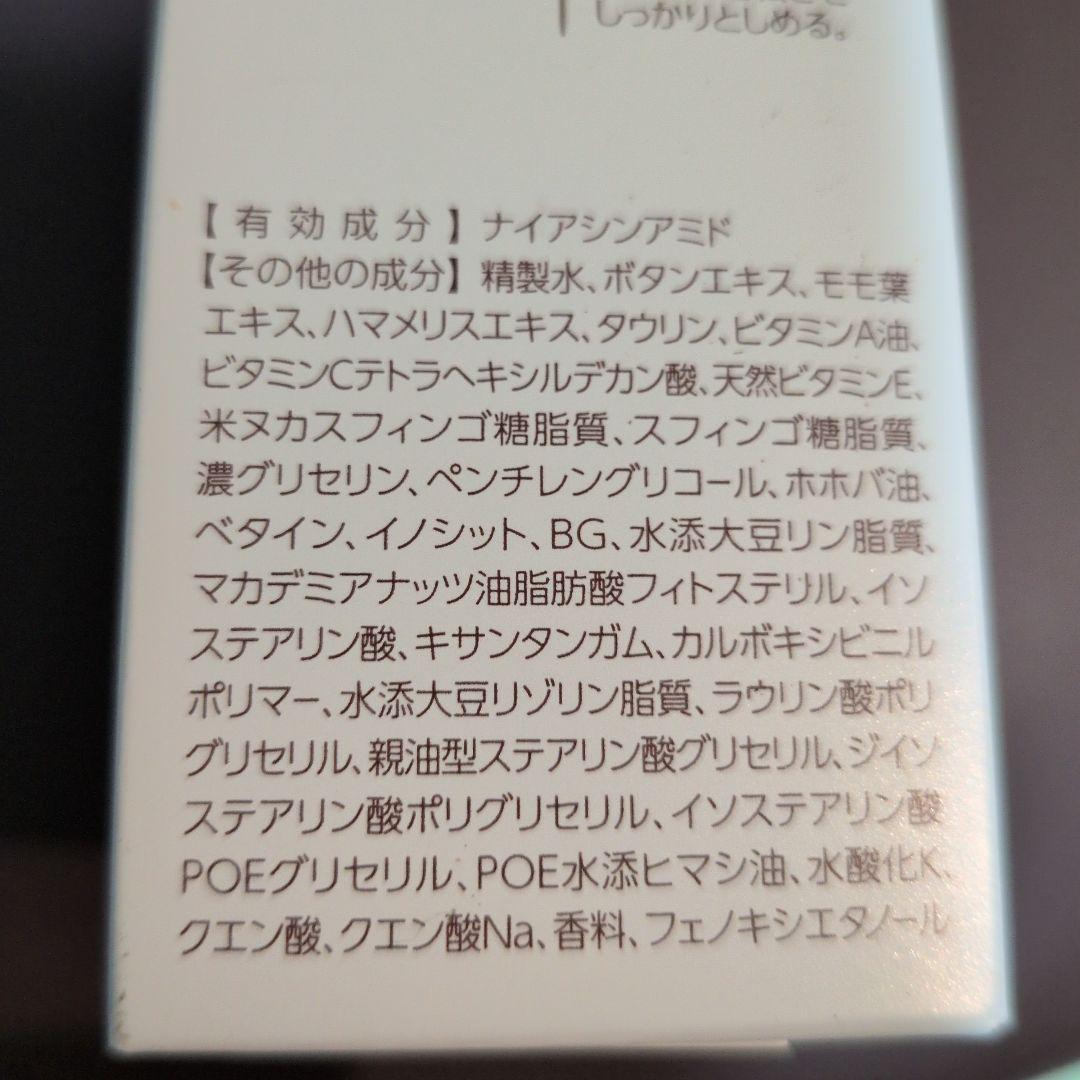 しっかりとしめる。
【有効成分】ナイアシンアミド
【その他の成分】精製水、ボタンエキス、モモ葉
エキス、ハマメリスエキス、タウリン、ビタミンA油、
ビタミンCテトラヘキシルデカン酸、天然ビタミンE、
米ヌカスフィンゴ糖脂質、スフィンゴ糖脂質、
濃グリセリン、ペンチレングリコール、ホホバ油、
ベタイン、イノシット、BG、水添大豆リン脂質、
マカデミアナッツ油脂肪酸フィトステリル、イソ
ステアリン酸、キサンタンガム、カルボキシビニル
ポリマー、水添大豆リゾリン脂質、ラウリン酸ポリ
グリセリル、親油型ステアリン酸グリセリル、ジイソ
ステアリン酸ポリグリセリル、イソステアリン酸
POEグリセリル、POE水添ヒマシ油、水酸化K、
クエン酸、クエン酸Na、香料、フェノキシエタノール